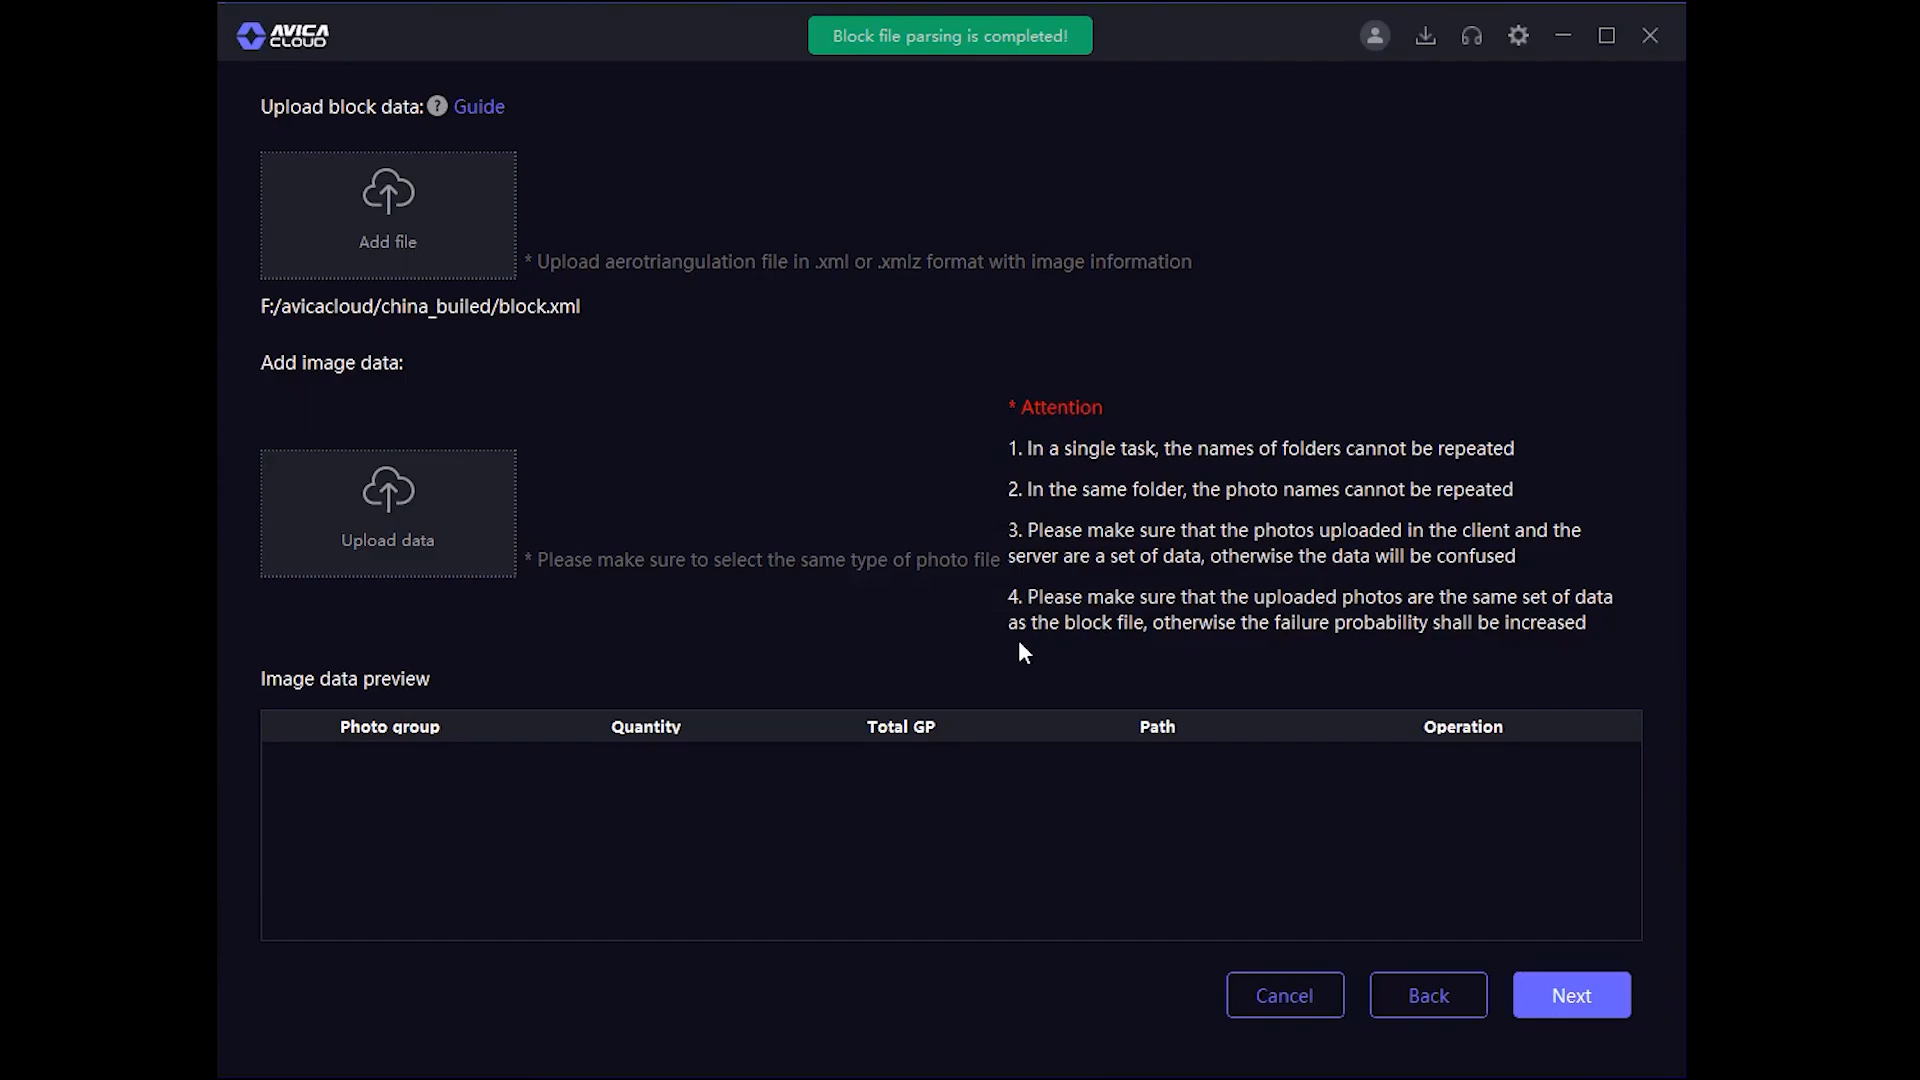 AVICA
CLOUD
Block file parsing is completed!
Upload block data: ? Guide
Add file
* Upload aerotriangulation file in .xml or .xmlz format with image information
F:/avicacloud/china_builed/block.xml
Add image data:
Upload data
* Please make sure to select the same type of photo file
* Attention
1. In a single task, the names of folders cannot be repeated
2. In the same folder, the photo names cannot be repeated
3. Please make sure that the photos uploaded in the client and the
server are a set of data, otherwise the data will be confused
4. Please make sure that the uploaded photos are the same set of data
as the block file, otherwise the failure probability shall be increased
Image data preview
Photo group Quantity Total GP Path Operation
Cancel Back Next